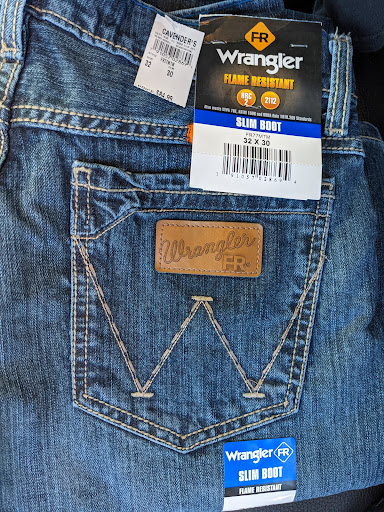 CAVENDER'S
32
30
FR
Wrangler
FLAME RESISTANT
HRC
2
2112
SLIM BOOT
FR77MTM
32 X 30
Wrangler
FR
Wrangler FR
SLIM BOOT
FLAME RESISTANT